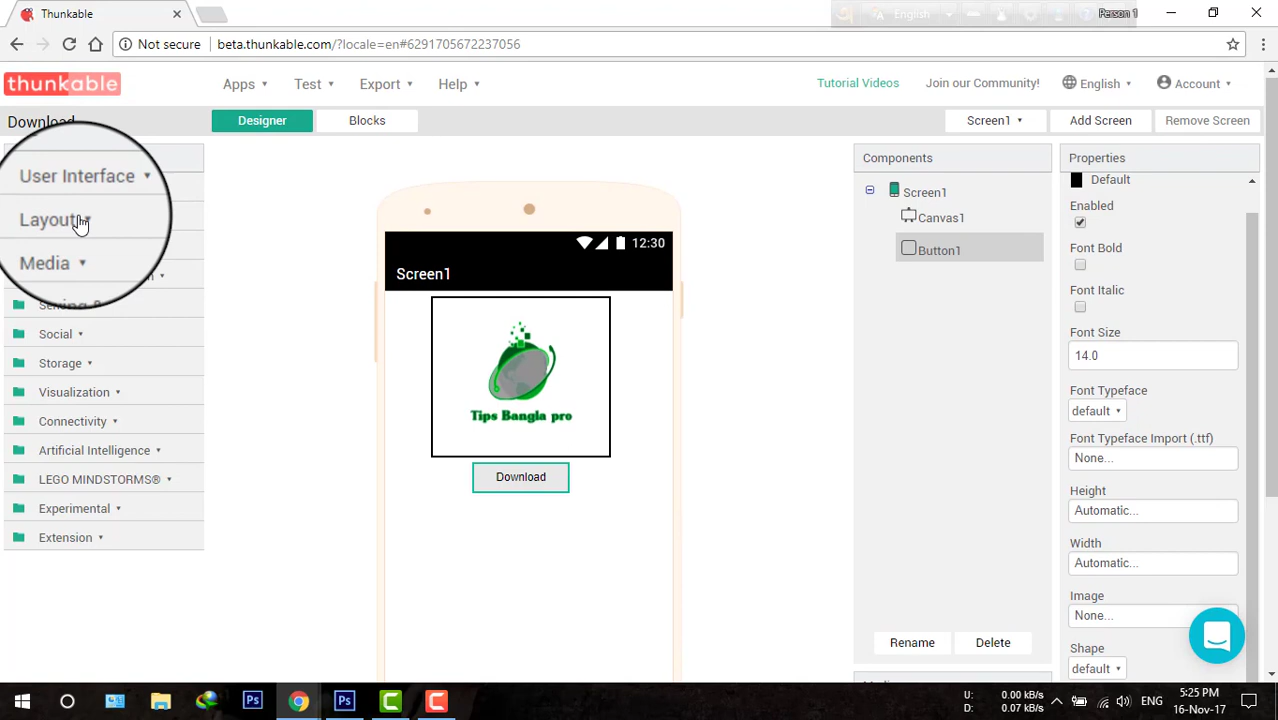 Thunkable
English
Person 1
Not secure
beta.thunkable.com/?locale=en#6291705672237056
thunkable
Apps
Test
Export
Help
Tutorial Videos
Join our Community!
English
Account
Download
Designer
Blocks
Screen1
Add Screen
Remove Screen
User Interface
Layout
Media
Social
Storage
Visualization
Connectivity
Artificial Intelligence
LEGO MINDSTORMS®
Experimental
Extension
12:30
Screen1
Tips Bangla pro
Download
Components
Screen1
Canvas1
Button1
Rename
Delete
Properties
Default
Enabled
Font Bold
Font Italic
Font Size
14.0
Font Typeface
default
Font Typeface Import (.ttf)
None...
Height
Automatic...
Width
Automatic...
Image
None...
Shape
default
U: 0.00 kB/s
D: 0.07 kB/s
ENG
5:25 PM
16-Nov-17